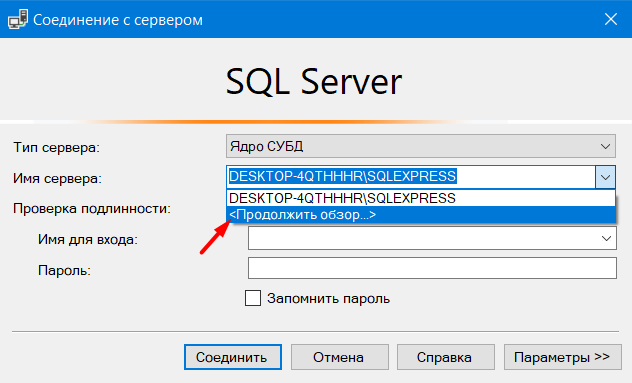 Соединение с сервером
SQL Server
Тип сервера: Ядро СУБД
Имя сервера: DESKTOP-4QTHHHR\SQLEXPRESS
DESKTOP-4QTHHHR\SQLEXPRESS
Проверка подлинности: <Продолжить обзор...>
Имя для входа:
Пароль:
Запомнить пароль
Соединить Отмена Справка Параметры >>